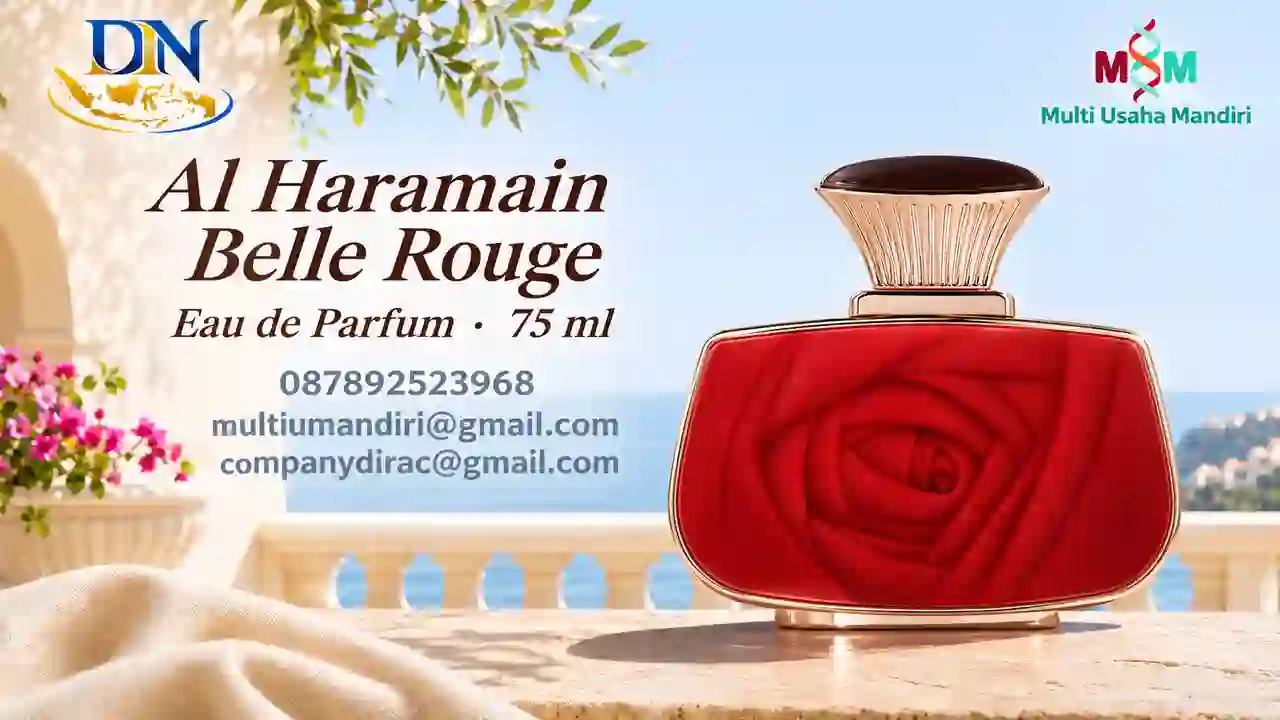 DN
MSM
Multi Usaha Mandiri
Al Haramain
Belle Rouge
Eau de Parfum · 75 ml
087892523968
multiumandiri@gmail.com
companydirac@gmail.com